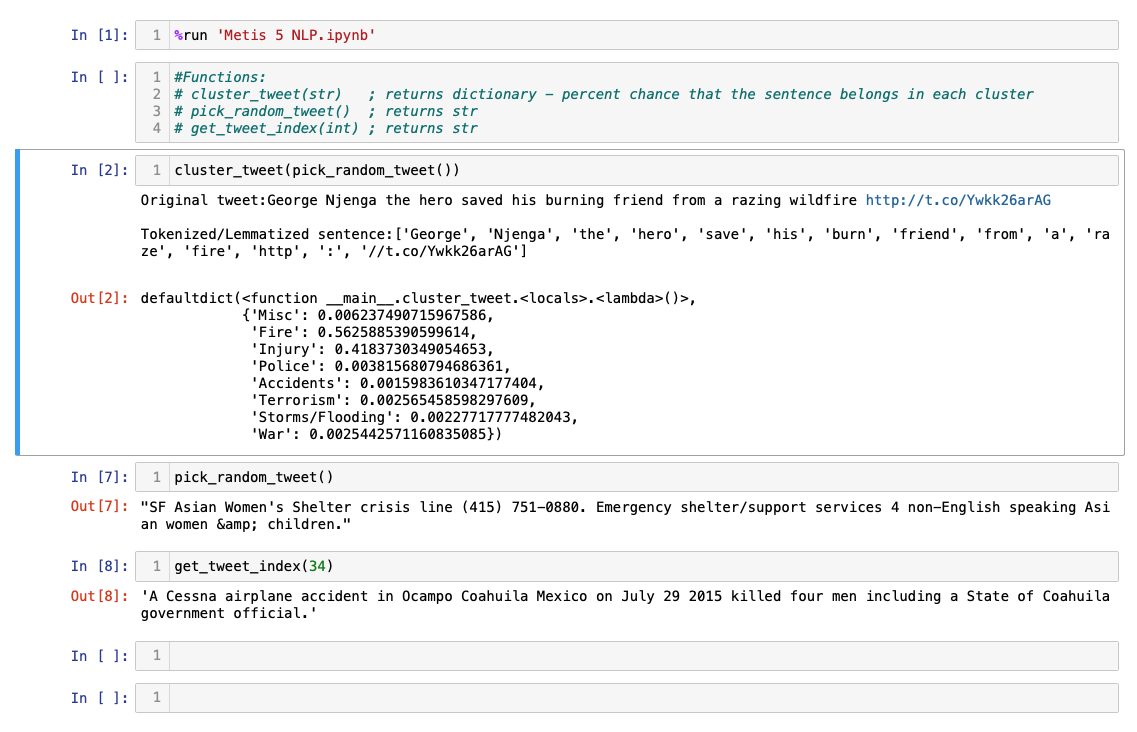 In [1]: 1 %run 'Metis 5 NLP.ipynb'
In [ ]: 1 #Functions:
2 # cluster_tweet(str)   ; returns dictionary — percent chance that the sentence belongs in each cluster
3 # pick_random_tweet()  ; returns str
4 # get_tweet_index(int) ; returns str
In [2]: 1 cluster_tweet(pick_random_tweet())
Original tweet:George Njenga the hero saved his burning friend from a razing wildfire http://t.co/Ywkk26arAG
Tokenized/Lemmatized sentence:['George', 'Njenga', 'the', 'hero', 'save', 'his', 'burn', 'friend', 'from', 'a', 'ra
ze', 'fire', 'http', ':', '//t.co/Ywkk26arAG']
Out[2]: defaultdict(<function __main__.cluster_tweet.<locals>.<lambda>()>,
{'Misc': 0.006237490715967586,
'Fire': 0.5625885390599614,
'Injury': 0.4183730349054653,
'Police': 0.003815680794686361,
'Accidents': 0.0015983610347177404,
'Terrorism': 0.002565458598297609,
'Storms/Flooding': 0.00227717777482043,
'War': 0.0025442571160835085})
In [7]: 1 pick_random_tweet()
Out[7]: "SF Asian Women's Shelter crisis line (415) 751-0880. Emergency shelter/support services 4 non-English speaking Asi
an women &amp; children."
In [8]: 1 get_tweet_index(34)
Out[8]: 'A Cessna airplane accident in Ocampo Coahuila Mexico on July 29 2015 killed four men including a State of Coahuila
government official.'
In [ ]: 1
In [ ]: 1